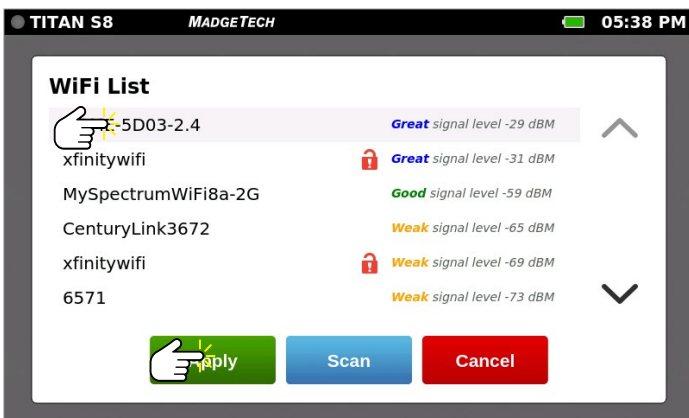 TITAN S8 MADGETECH 05:38 PM
WiFi List
-5D03-2.4 Great signal level -29 dBM
xfinitywifi Great signal level -31 dBM
MySpectrumWiFi8a-2G Good signal level -59 dBM
CenturyLink3672 Weak signal level -65 dBM
xfinitywifi Weak signal level -69 dBM
6571 Weak signal level -73 dBM
Apply Scan Cancel